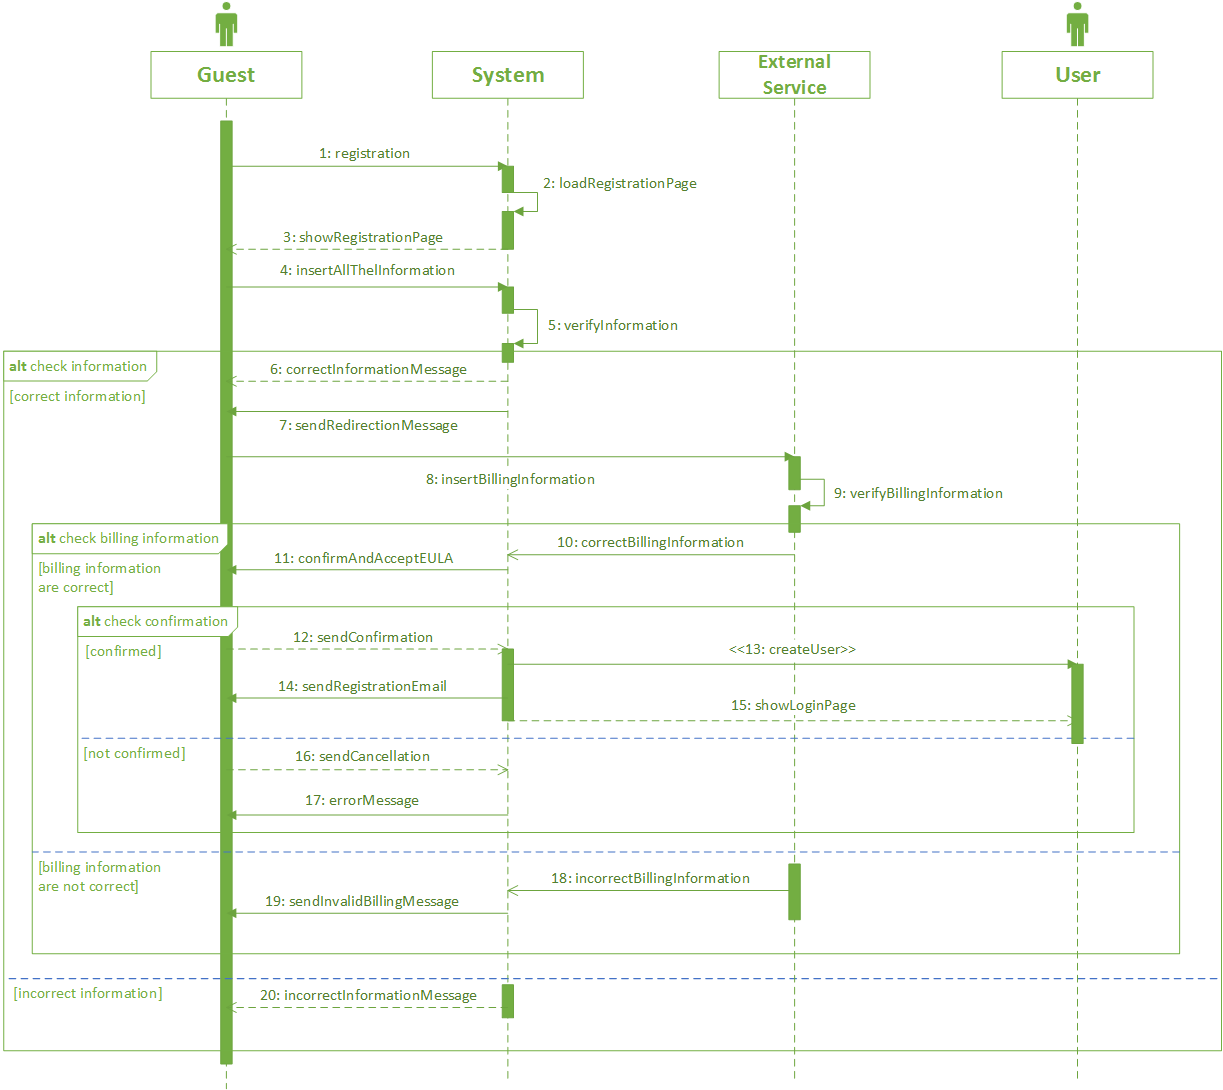 Guest
System
External
Service
User
1: registration
2: loadRegistrationPage
3: showRegistrationPage
4: insertAllTheInformation
5: verifyInformation
alt check information
6: correctInformationMessage
[correct information]
7: sendRedirectionMessage
8: insertBillingInformation
9: verifyBillingInformation
alt check billing information
10: correctBillingInformation
11: confirmAndAcceptEULA
[billing information
are correct]
alt check confirmation
12: sendConfirmation
[confirmed]
<<13: createUser>>
14: sendRegistrationEmail
15: showLoginPage
[not confirmed]
16: sendCancellation
17: errorMessage
[billing information
are not correct]
18: incorrectBillingInformation
19: sendInvalidBillingMessage
[incorrect information]
20: incorrectInformationMessage